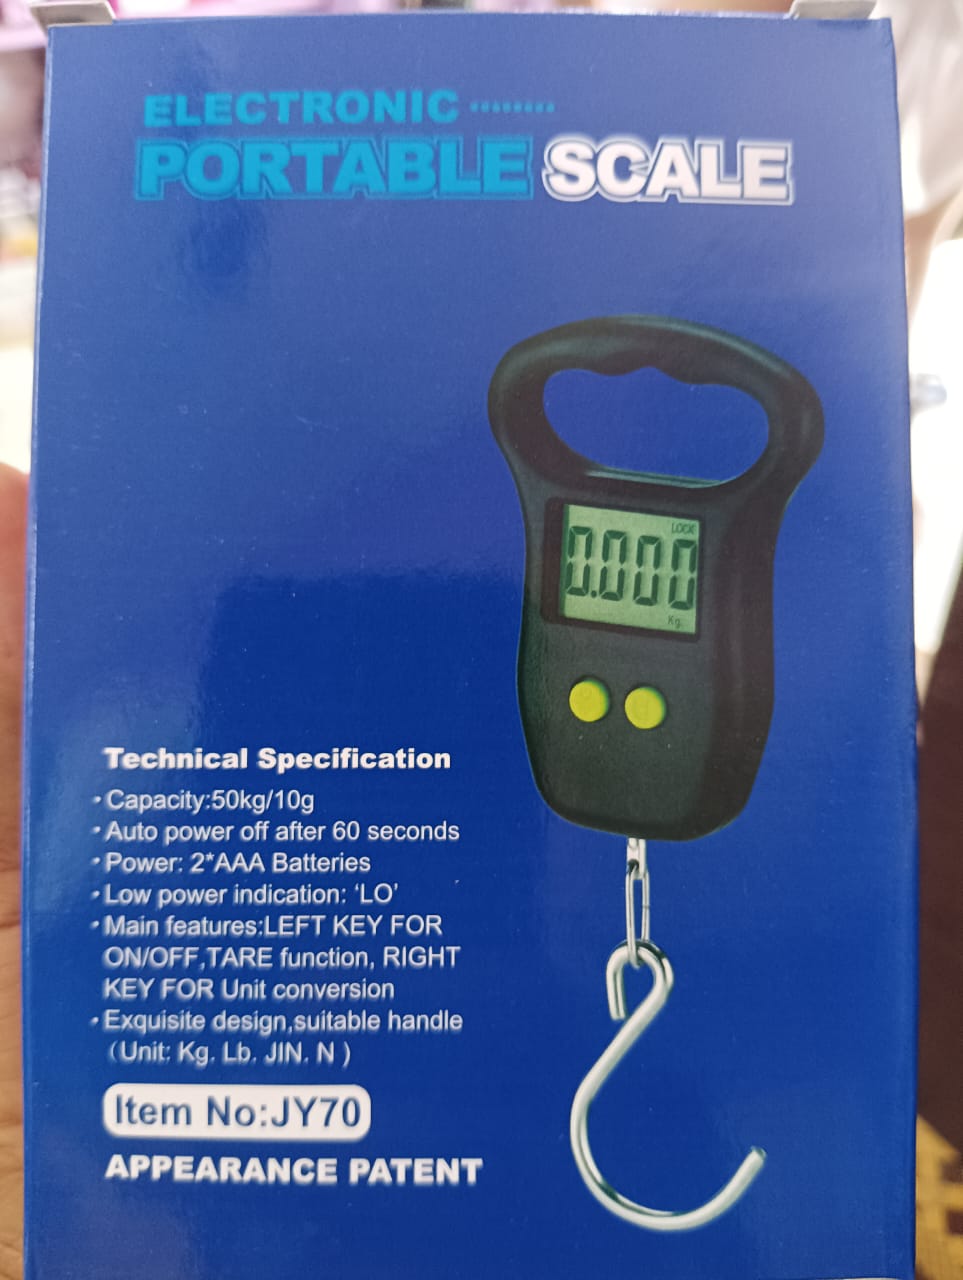 ELECTRONIC
PORTABLE SCALE
LOCK
0.000
Kg
Technical Specification
·Capacity:50kg/10g
·Auto power off after 60 seconds
·Power: 2*AAA Batteries
·Low power indication: ‘LO’
·Main features:LEFT KEY FOR
ON/OFF,TARE function, RIGHT
KEY FOR Unit conversion
·Exquisite design,suitable handle
(Unit: Kg. Lb. JIN. N )
Item No:JY70
APPEARANCE PATENT